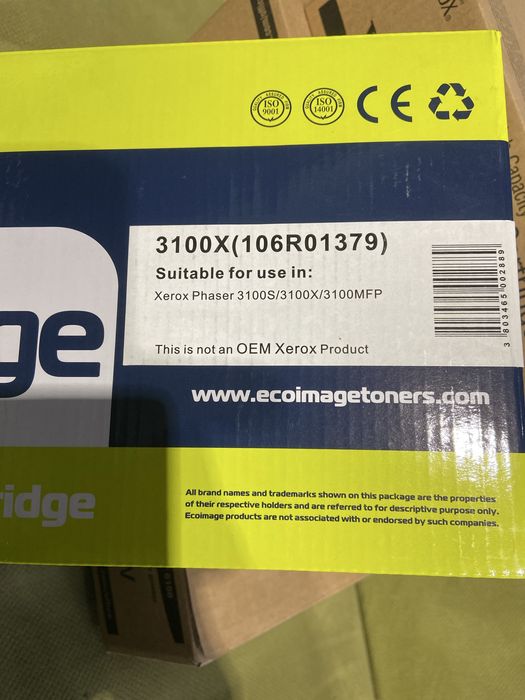 ISO
9001
ISO
14001
CE
3100X(106R01379)
Suitable for use in:
Xerox Phaser 3100S/3100X/3100MFP
This is not an OEM Xerox Product
3 803465 002889
ge
www.ecoimagetoners.com
ridge
All brand names and trademarks shown on this package are the properties
of their respective holders and are referred to for descriptive purpose only.
Ecoimage products are not associated with or endorsed by such companies.